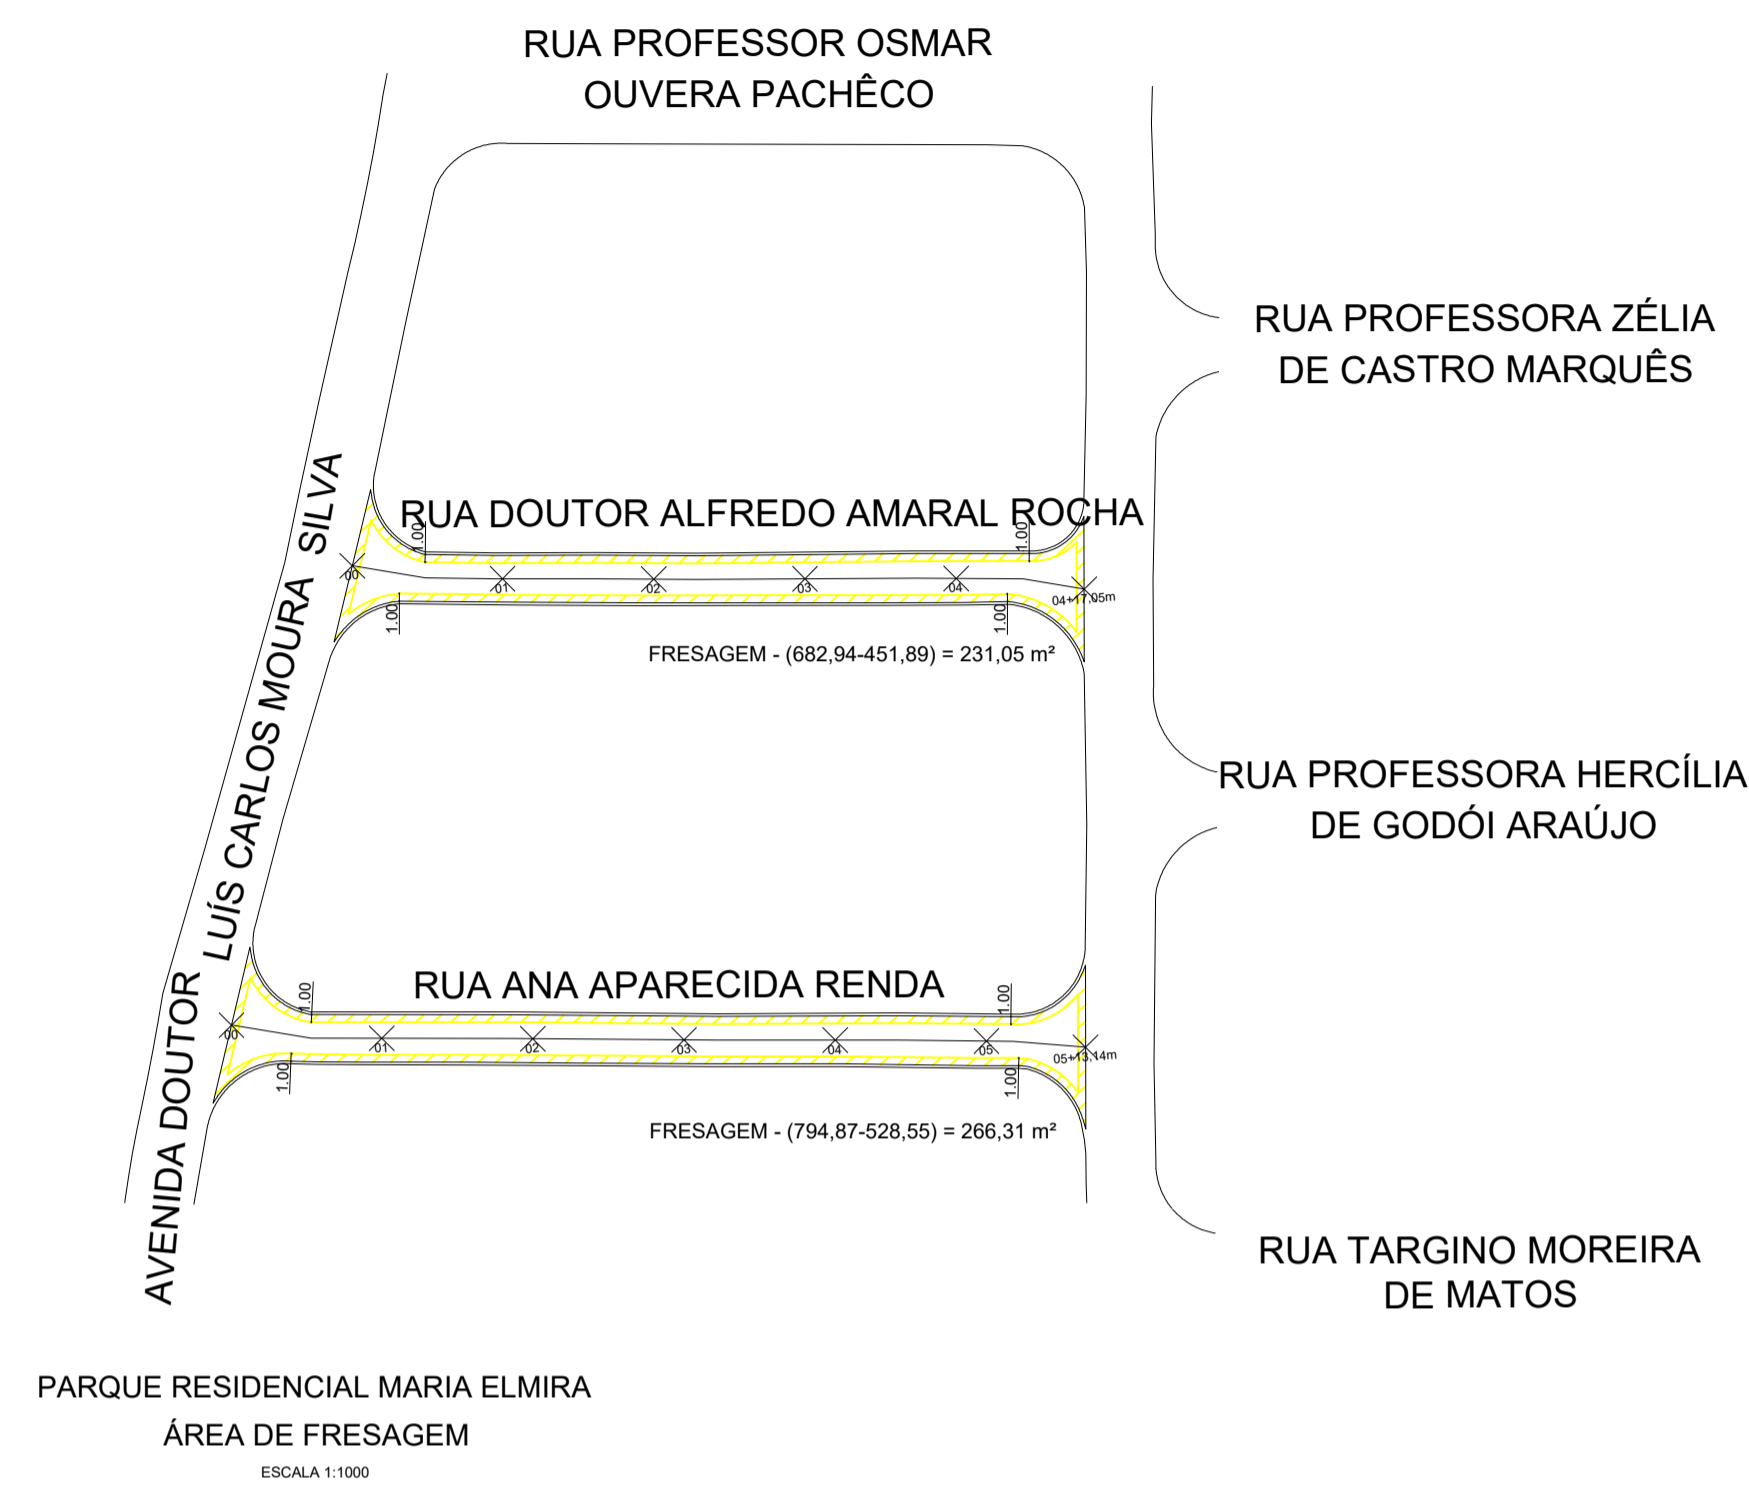 RUA PROFESSOR OSMAR
OUVERA PACHÊCO
RUA PROFESSORA ZÉLIA
DE CASTRO MARQUÊS
AVENIDA DOUTOR LUÍS CARLOS MOURA SILVA
RUA DOUTOR ALFREDO AMARAL ROCHA
1.00
1.00
00
01
02
03
04
04+17,05m
1.00
1.00
FRESAGEM - (682,94-451,89) = 231,05 m²
RUA PROFESSORA HERCÍLIA
DE GODÓI ARAÚJO
RUA ANA APARECIDA RENDA
1.00
1.00
00
01
02
03
04
05
05+13,14m
1.00
1.00
FRESAGEM - (794,87-528,55) = 266,31 m²
RUA TARGINO MOREIRA
DE MATOS
PARQUE RESIDENCIAL MARIA ELMIRA
ÁREA DE FRESAGEM
ESCALA 1:1000